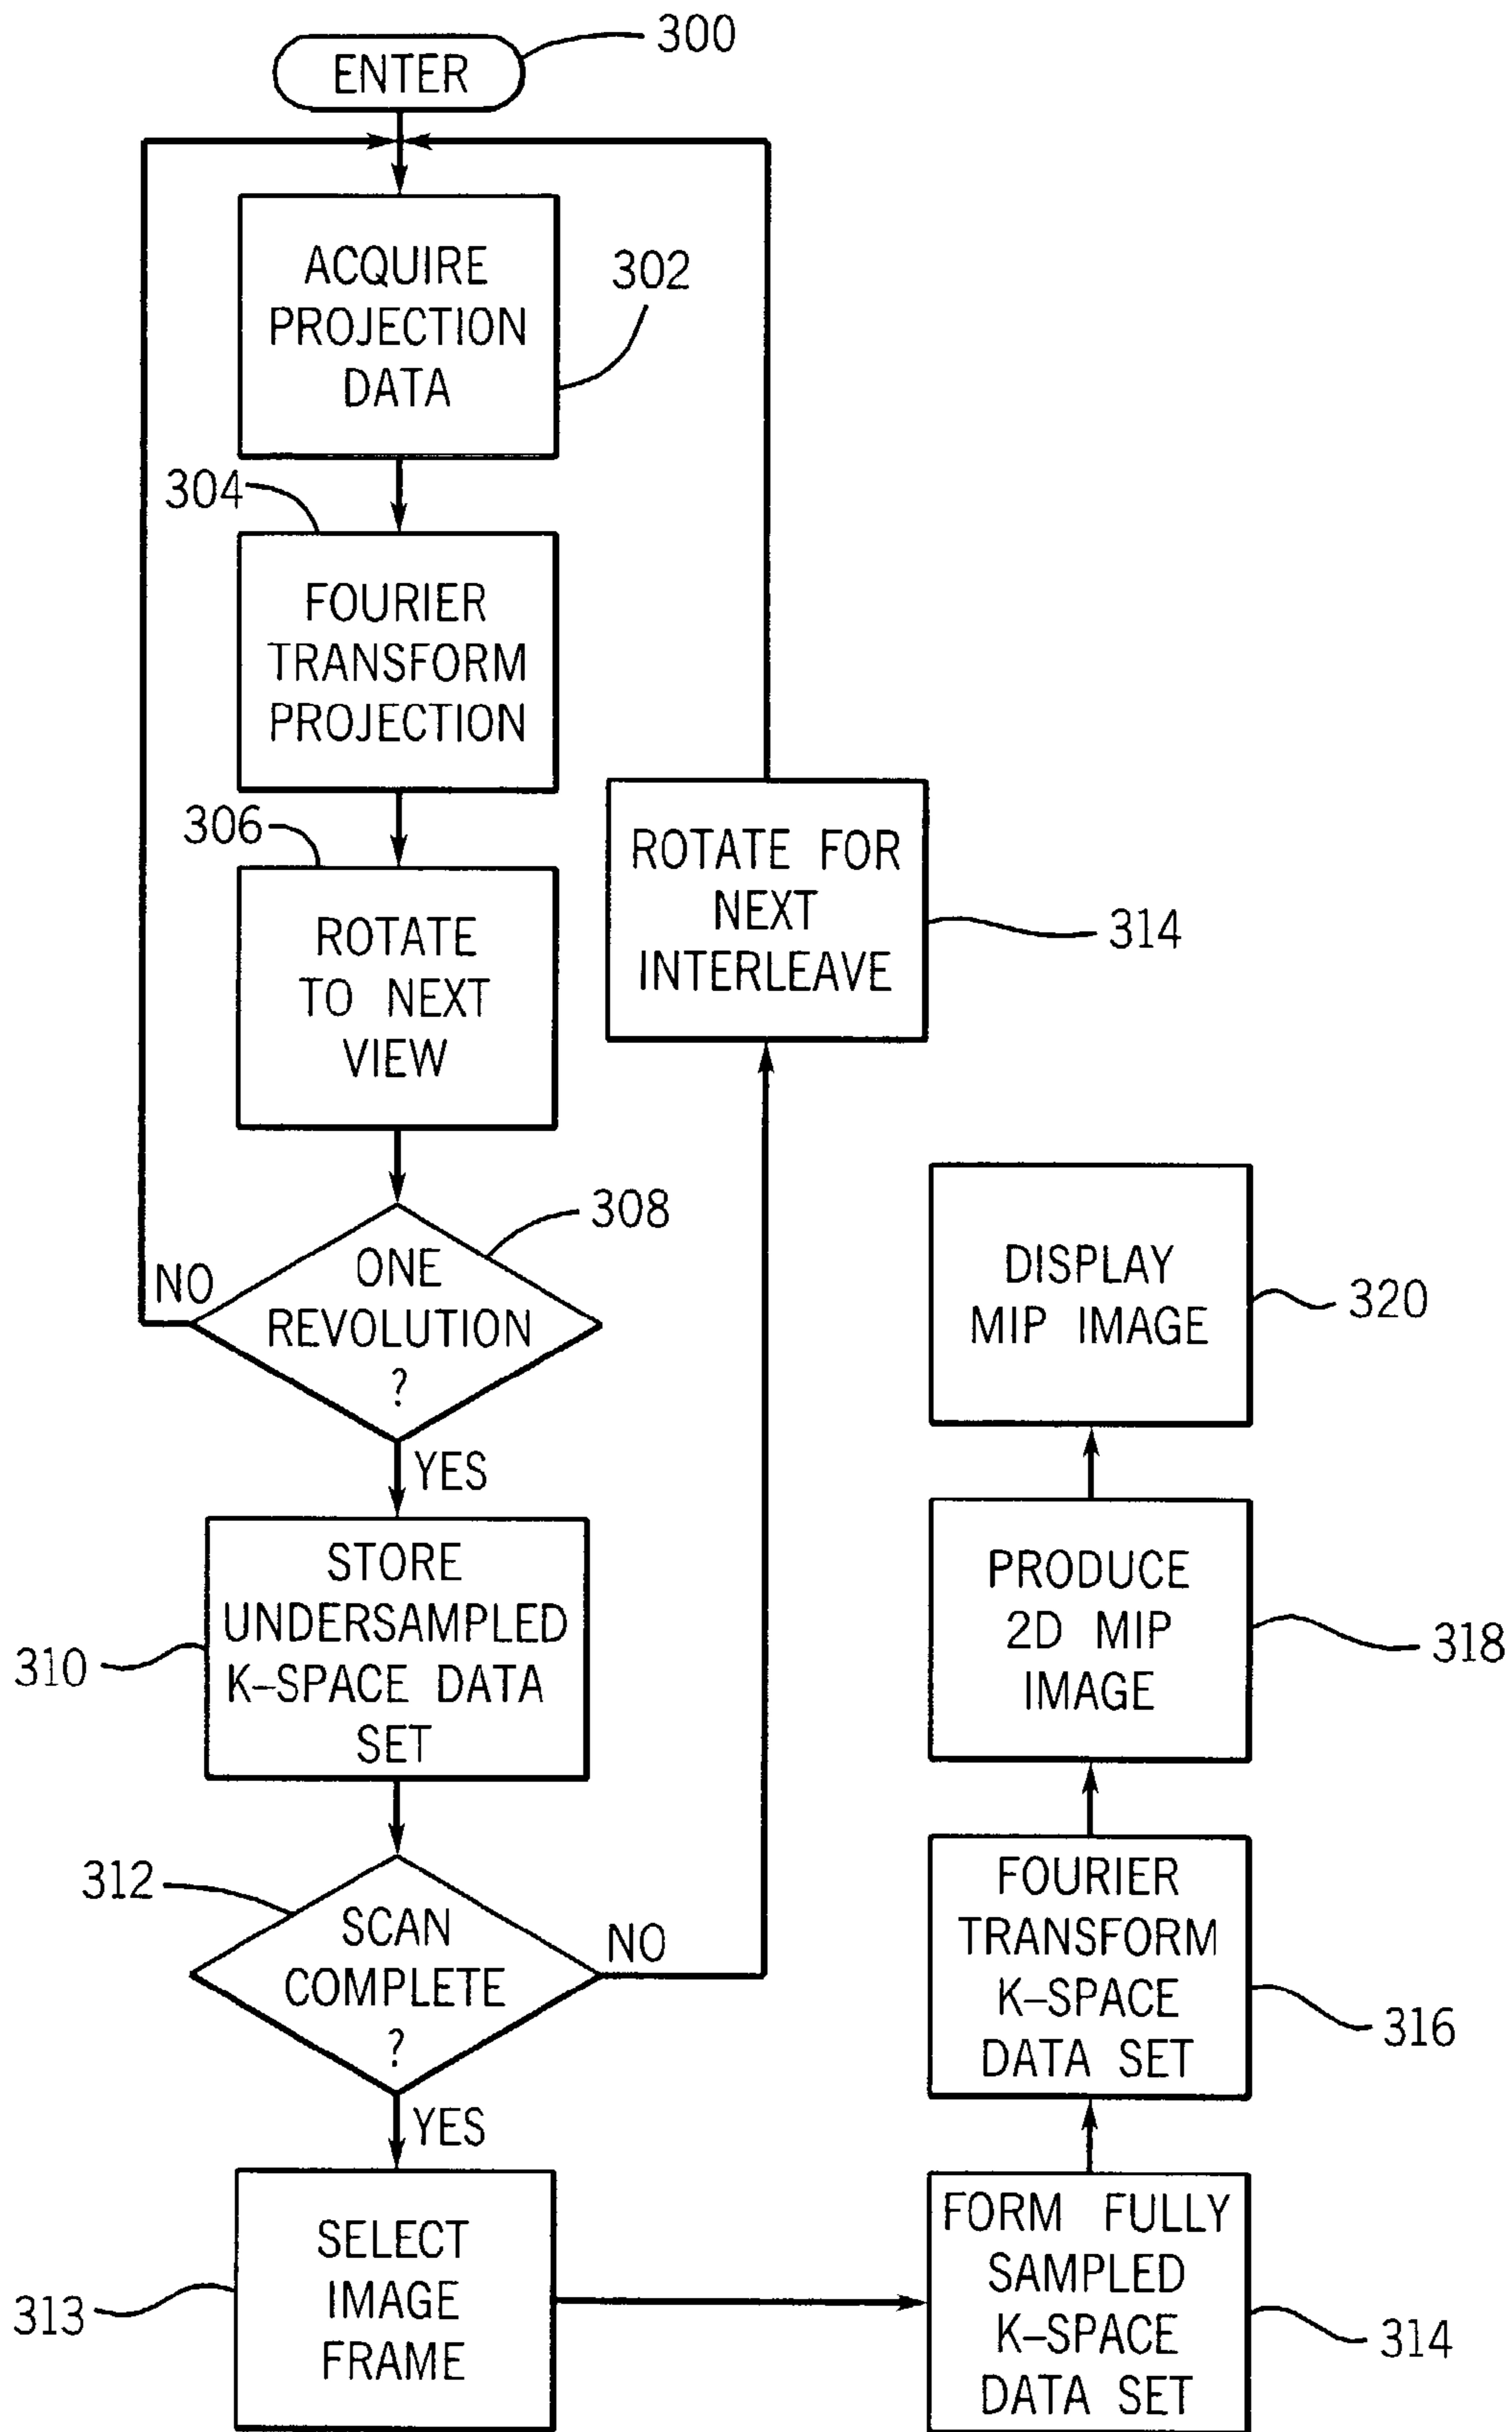 300
ENTER
ACQUIRE
PROJECTION
DATA
302
304
FOURIER
TRANSFORM
PROJECTION
306
ROTATE
TO NEXT
VIEW
ROTATE FOR
NEXT
INTERLEAVE
314
308
ONE
REVOLUTION
?
NO
YES
STORE
UNDERSAMPLED
K-SPACE DATA
SET
310
312
SCAN
COMPLETE
?
NO
YES
SELECT
IMAGE
FRAME
313
FORM FULLY
SAMPLED
K-SPACE
DATA SET
314
FOURIER
TRANSFORM
K-SPACE
DATA SET
316
PRODUCE
2D MIP
IMAGE
318
DISPLAY
MIP IMAGE
320